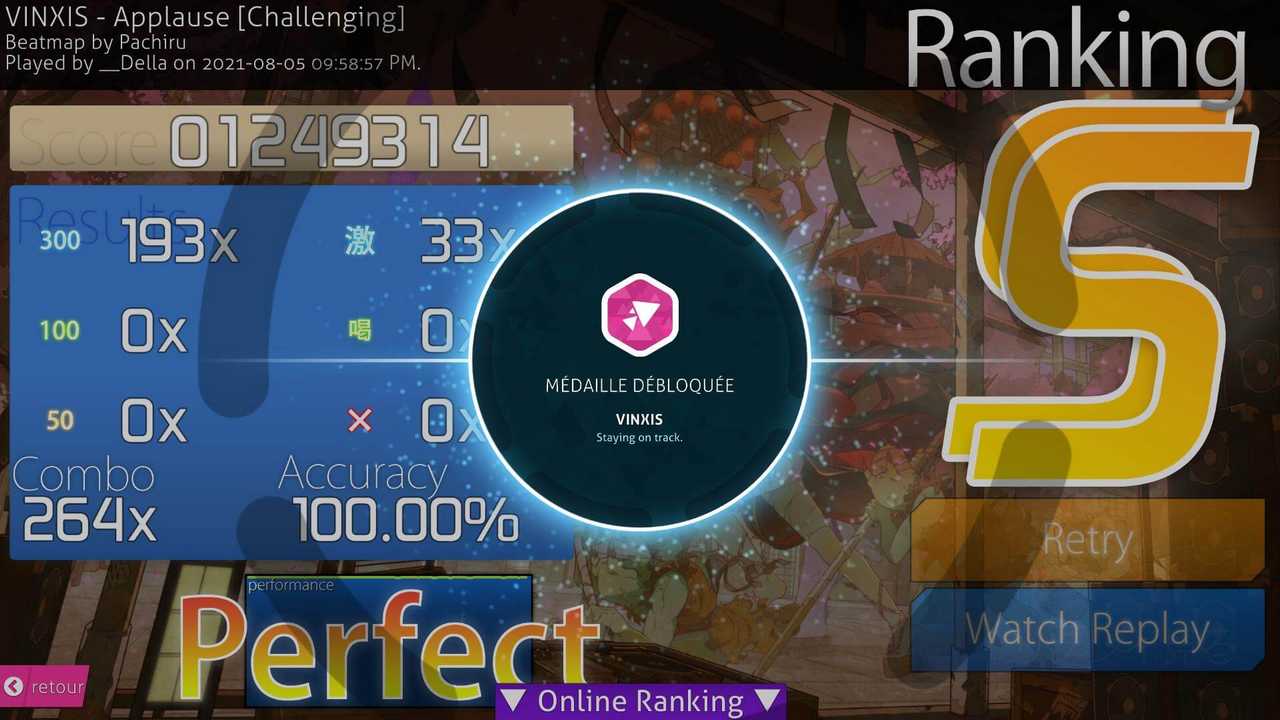 VINXIS - Applause [Challenging]
Beatmap by Pachiru
Played by __Della on 2021-08-05 09:58:57 PM.
Ranking
Score 01249314
Results
300 193x 激 33x
100 0x 喝 0x
50 0x ✕ 0x
Combo Accuracy
264x 100.00%
MÉDAILLE DÉBLOQUÉE
VINXIS
Staying on track.
S
Retry
Watch Replay
performance
Perfect
retour
▼ Online Ranking ▼